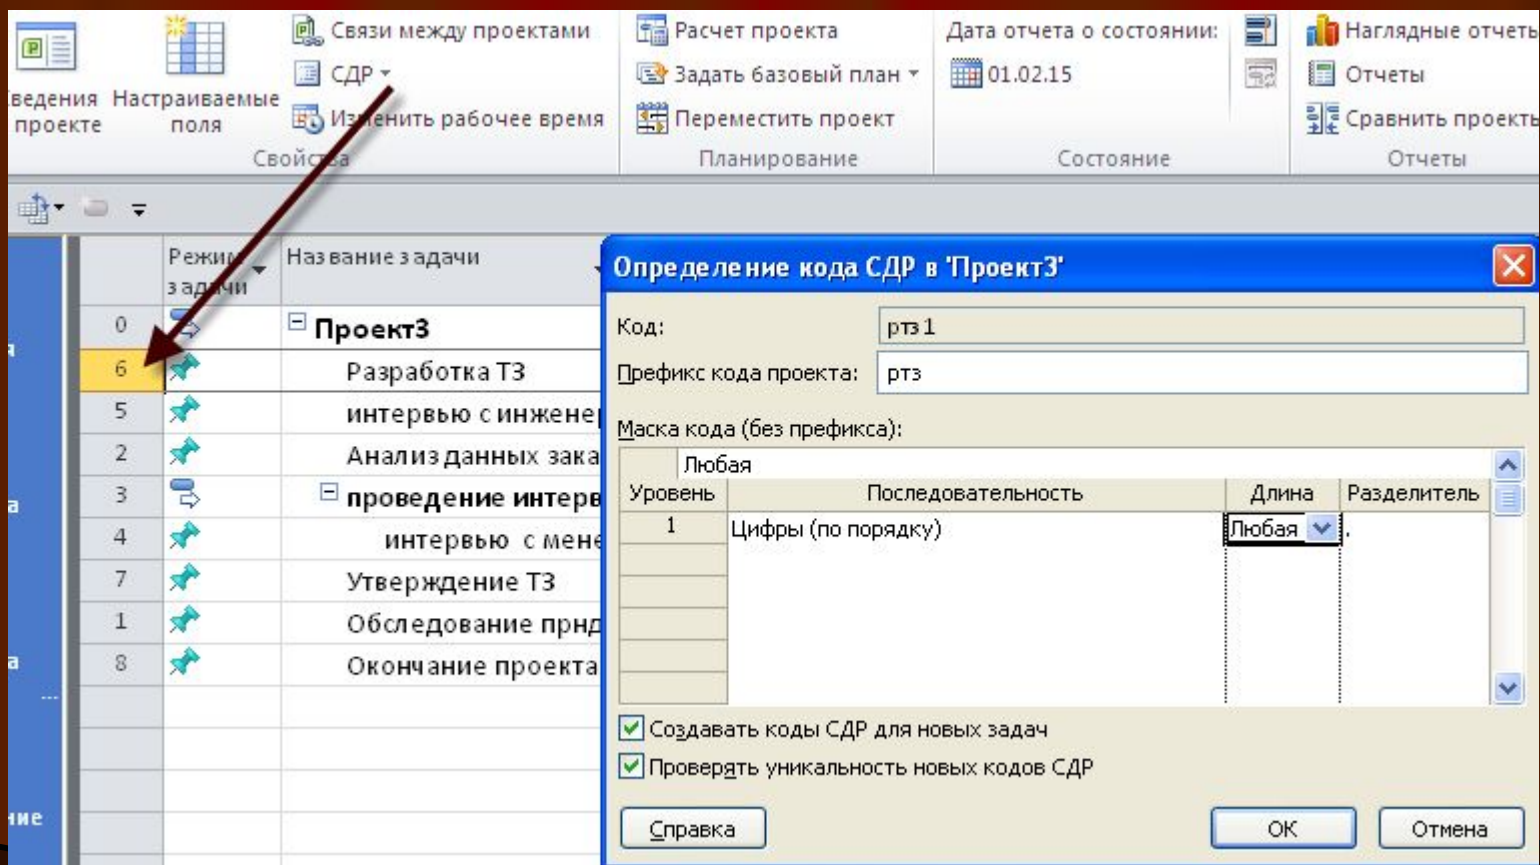 Связи между проектами
Расчет проекта
Дата отчета о состоянии:
Наглядные отчеть
СДР
Задать базовый план
01.02.15
Отчеты
ведения
проекте
Настраиваемые
поля
Изменить рабочее время
Переместить проект
Сравнить проекть
Свойства
Планирование
Состояние
Отчеты
Режим
задачи
Название задачи
0 Проект3
6 Разработка ТЗ
5 интервью с инжене
2 Анализ данных зака
3 проведение интерв
4 интервью с мене
7 Утверждение ТЗ
1 Обследование прнд
8 Окончание проекта
я
а
а
ние
Определение кода СДР в 'Проект3'
Код: ртз1
Префикс кода проекта: ртз
Маска кода (без префикса):
Любая
Уровень Последовательность Длина Разделитель
1 Цифры (по порядку) Любая .
Создавать коды СДР для новых задач
Проверять уникальность новых кодов СДР
Справка ОК Отмена